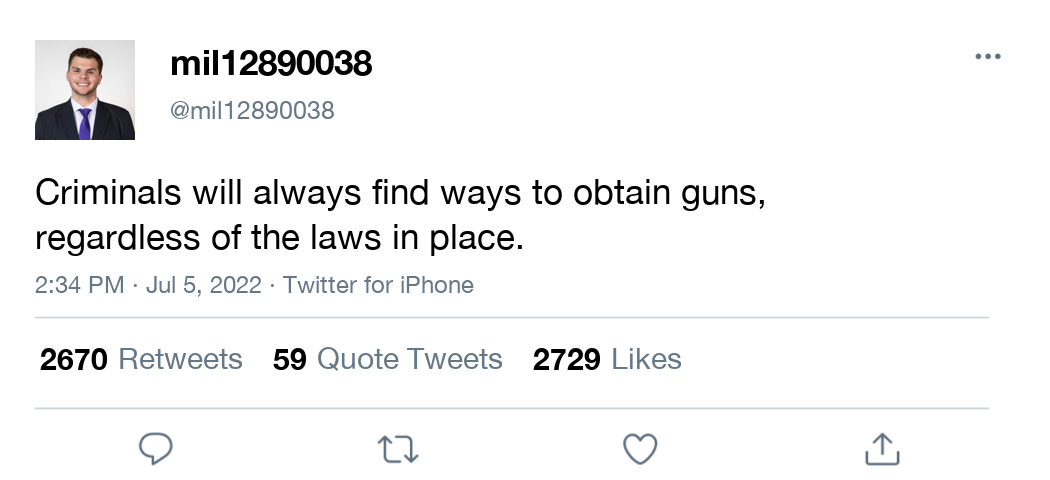 mil12890038
@mil12890038
Criminals will always find ways to obtain guns,
regardless of the laws in place.
2:34 PM · Jul 5, 2022 · Twitter for iPhone
2670 Retweets 59 Quote Tweets 2729 Likes